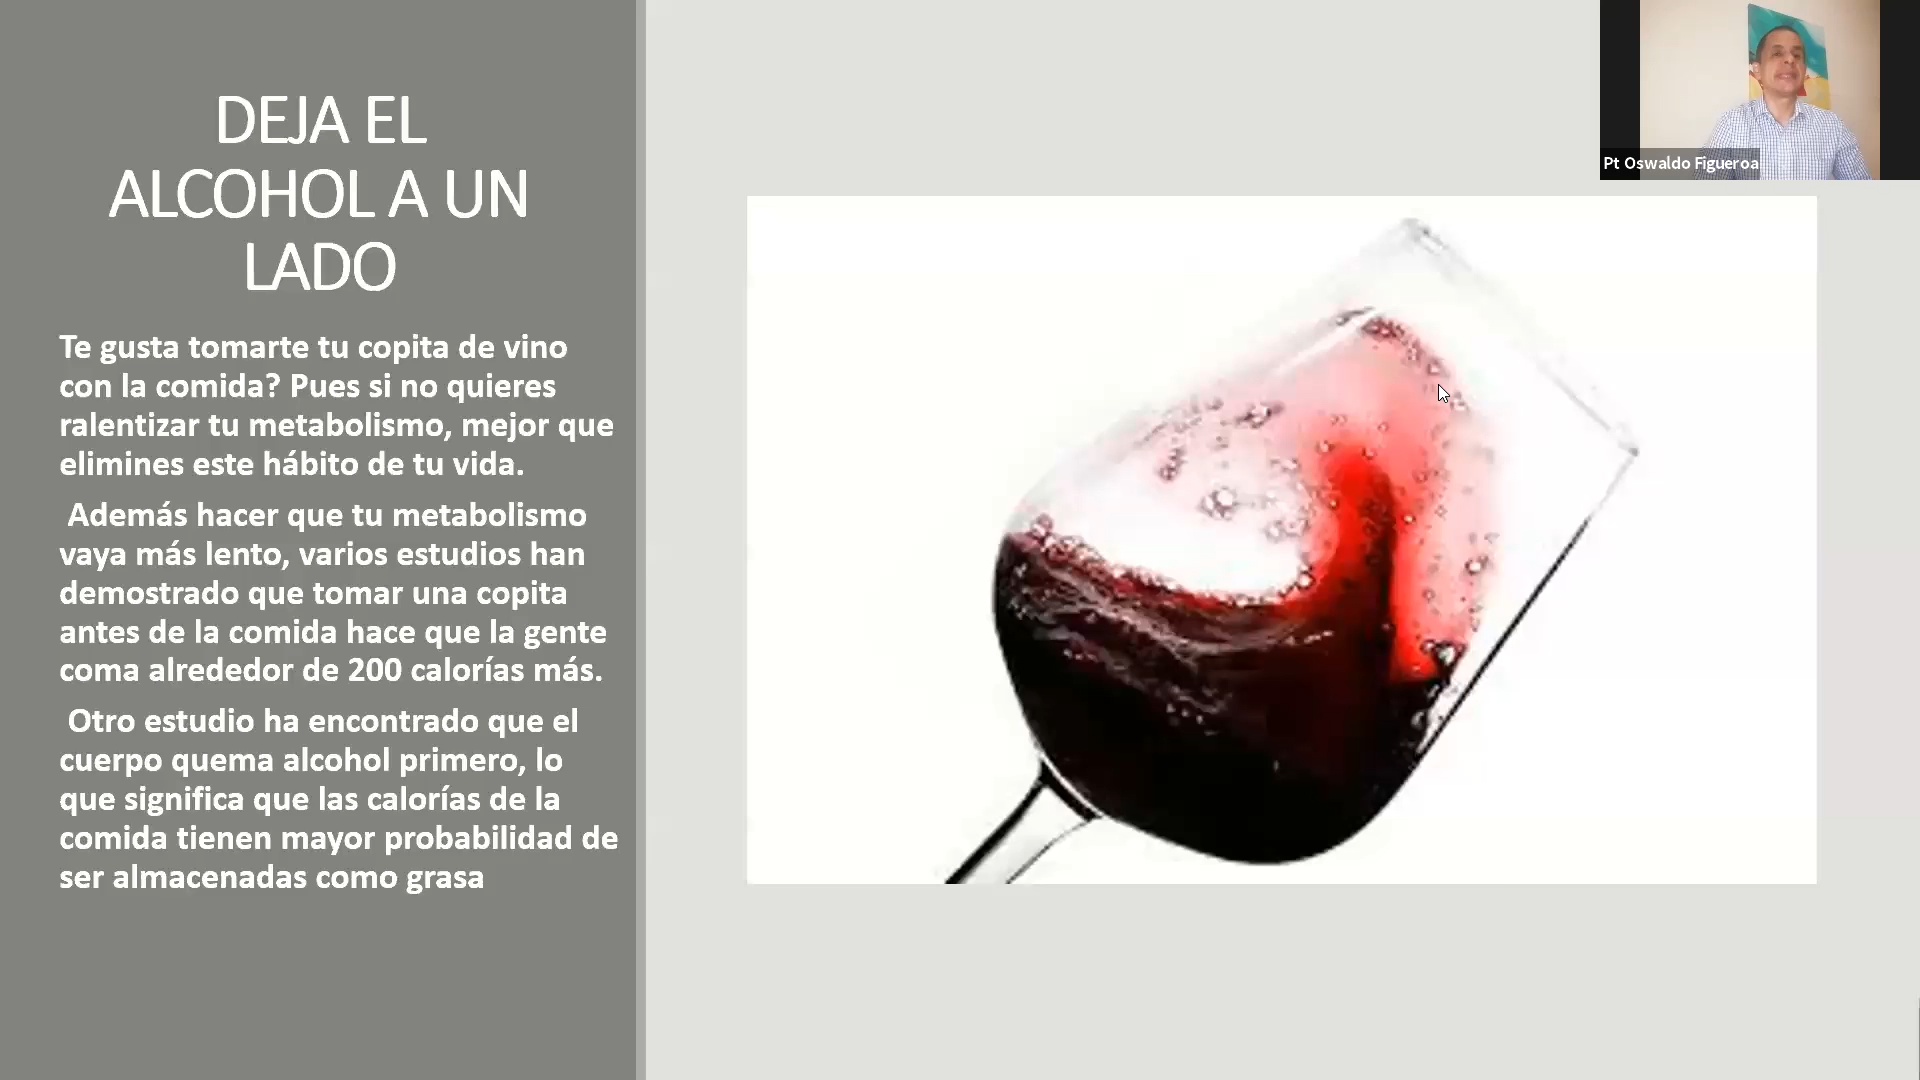 DEJA EL
ALCOHOL A UN
LADO
Te gusta tomarte tu copita de vino
con la comida? Pues si no quieres
ralentizar tu metabolismo, mejor que
elimines este hábito de tu vida.
Además hacer que tu metabolismo
vaya más lento, varios estudios han
demostrado que tomar una copita
antes de la comida hace que la gente
coma alrededor de 200 calorías más.
Otro estudio ha encontrado que el
cuerpo quema alcohol primero, lo
que significa que las calorías de la
comida tienen mayor probabilidad de
ser almacenadas como grasa
Pt Oswaldo Figueroa